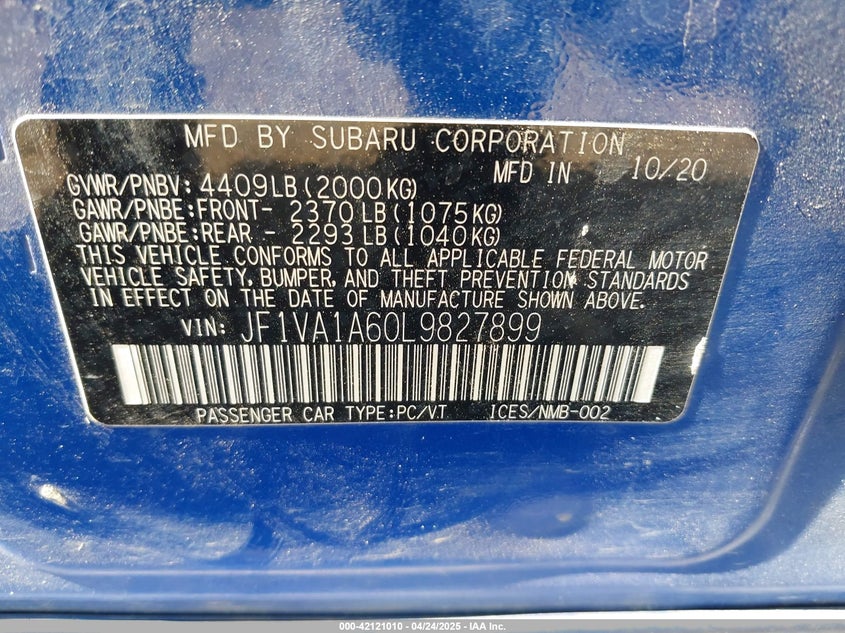 MFD BY SUBARU CORPORATION
MFD IN 10/20
GVWR/PNBV: 4409LB(2000KG)
GAWR/PNBE:FRONT- 2370LB(1075KG)
GAWR/PNBE:REAR - 2293LB(1040KG)
THIS VEHICLE CONFORMS TO ALL APPLICABLE FEDERAL MOTOR
VEHICLE SAFETY, BUMPER, AND THEFT PREVENTION STANDARDS
IN EFFECT ON THE DATE OF MANUFACTURE SHOWN ABOVE.
VIN: JF1VA1A60L9827899
PASSENGER CAR TYPE:PC/VT ICES/NMB-002
000-42121010 - 04/24/2025 - IAA Inc.